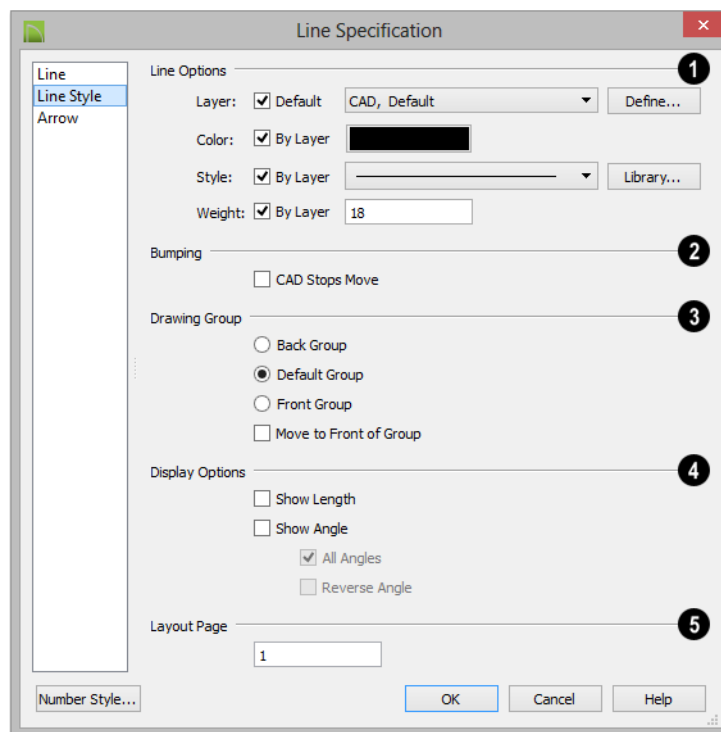 Line Specification
×
Line
Line Style
Arrow
Line Options 1
Layer: Default CAD, Default Define...
Color: By Layer
Style: By Layer Library...
Weight: By Layer 18
Bumping 2
CAD Stops Move
Drawing Group 3
Back Group
Default Group
Front Group
Move to Front of Group
Display Options 4
Show Length
Show Angle
All Angles
Reverse Angle
Layout Page 5
1
Number Style... OK Cancel Help